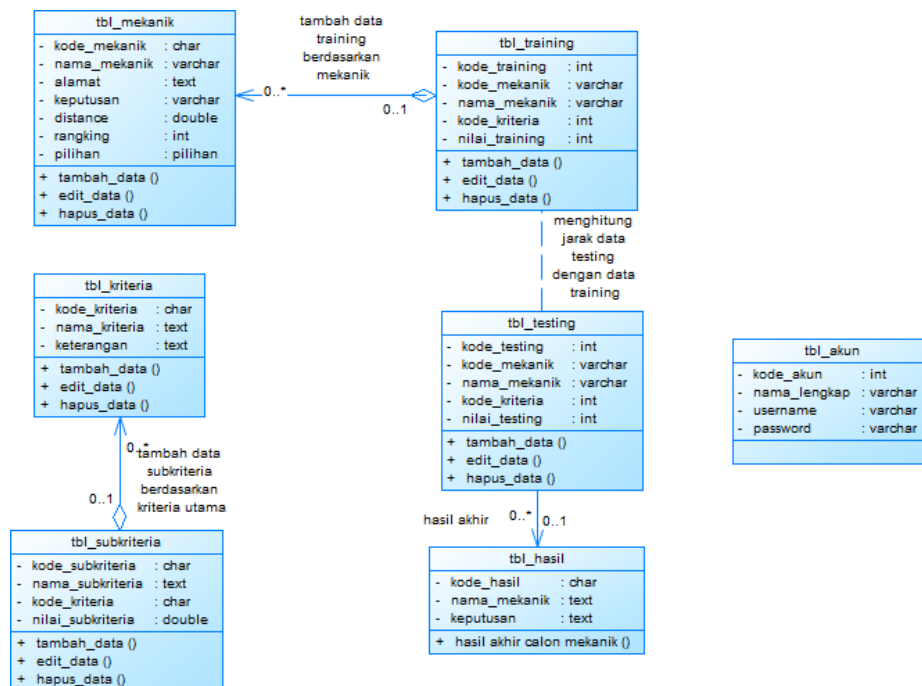 tbl_mekanik
- kode_mekanik : char
- nama_mekanik : varchar
- alamat : text
- keputusan : varchar
- distance : double
- rangking : int
- pilihan : pilihan
+ tambah_data ()
+ edit_data ()
+ hapus_data ()
tambah data
training
berdasarkan
mekanik
0..*
0..1
tbl_training
- kode_training : int
- kode_mekanik : varchar
- nama_mekanik : varchar
- kode_kriteria : int
- nilai_training : int
+ tambah_data ()
+ edit_data ()
+ hapus_data ()
menghitung
jarak data
testing
dengan data
training
tbl_kriteria
- kode_kriteria : char
- nama_kriteria : text
- keterangan : text
+ tambah_data ()
+ edit_data ()
+ hapus_data ()
0..*
tambah data
subkriteria
berdasarkan
kriteria utama
0..1
tbl_testing
- kode_testing : int
- kode_mekanik : varchar
- nama_mekanik : varchar
- kode_kriteria : int
- nilai_testing : int
+ tambah_data ()
+ edit_data ()
+ hapus_data ()
tbl_akun
- kode_akun : int
- nama_lengkap : varchar
- username : varchar
- password : varchar
hasil akhir
0..*
0..1
tbl_subkriteria
- kode_subkriteria : char
- nama_subkriteria : text
- kode_kriteria : char
- nilai_subkriteria : double
+ tambah_data ()
+ edit_data ()
+ hapus_data ()
tbl_hasil
- kode_hasil : char
- nama_mekanik : text
- keputusan : text
+ hasil akhir calon mekanik ()